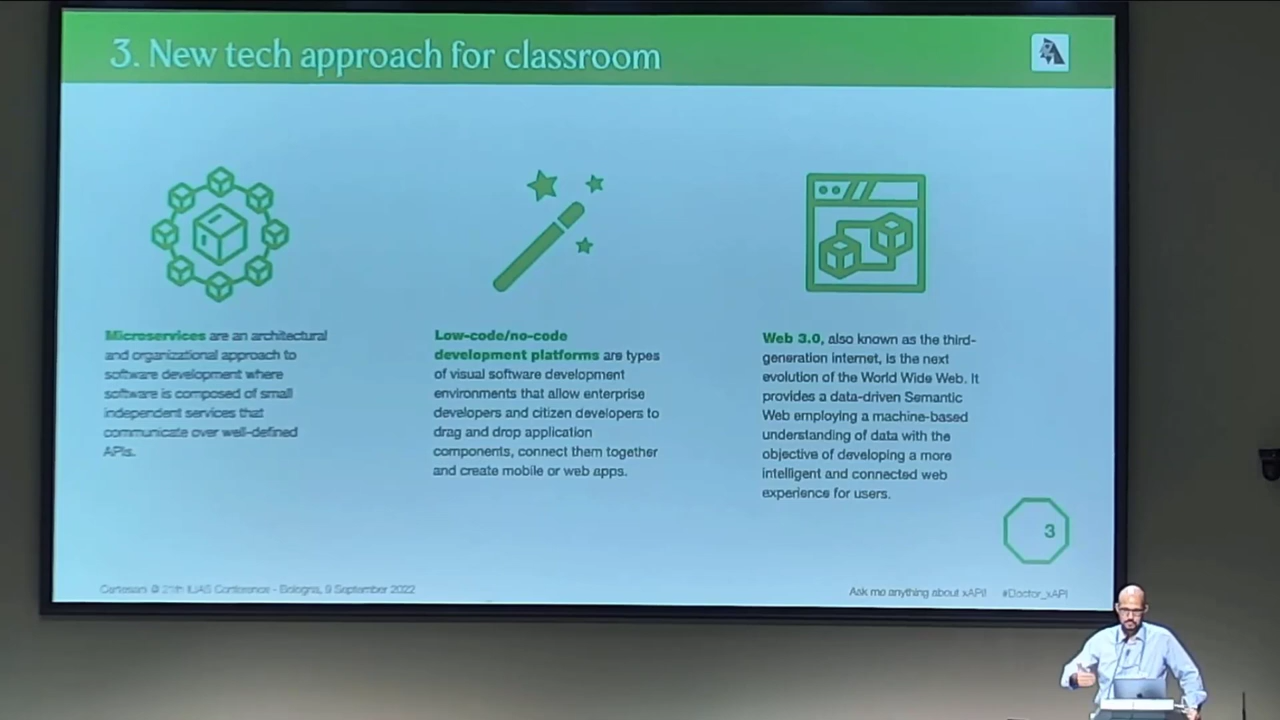 3. New tech approach for classroom
Microservices are an architectural
and organizational approach to
software development where
software is composed of small
independent services that
communicate over well-defined
APIs.
Low-code/no-code
development platforms are types
of visual software development
environments that allow enterprise
developers and citizen developers to
drag and drop application
components, connect them together
and create mobile or web apps.
Web 3.0, also known as the third-
generation internet, is the next
evolution of the World Wide Web. It
provides a data-driven Semantic
Web employing a machine-based
understanding of data with the
objective of developing a more
intelligent and connected web
experience for users.
3
@ ILIAS Conference - Bologna, 9 September 2022
Ask me anything about xAPI! #Doctor_xAPI